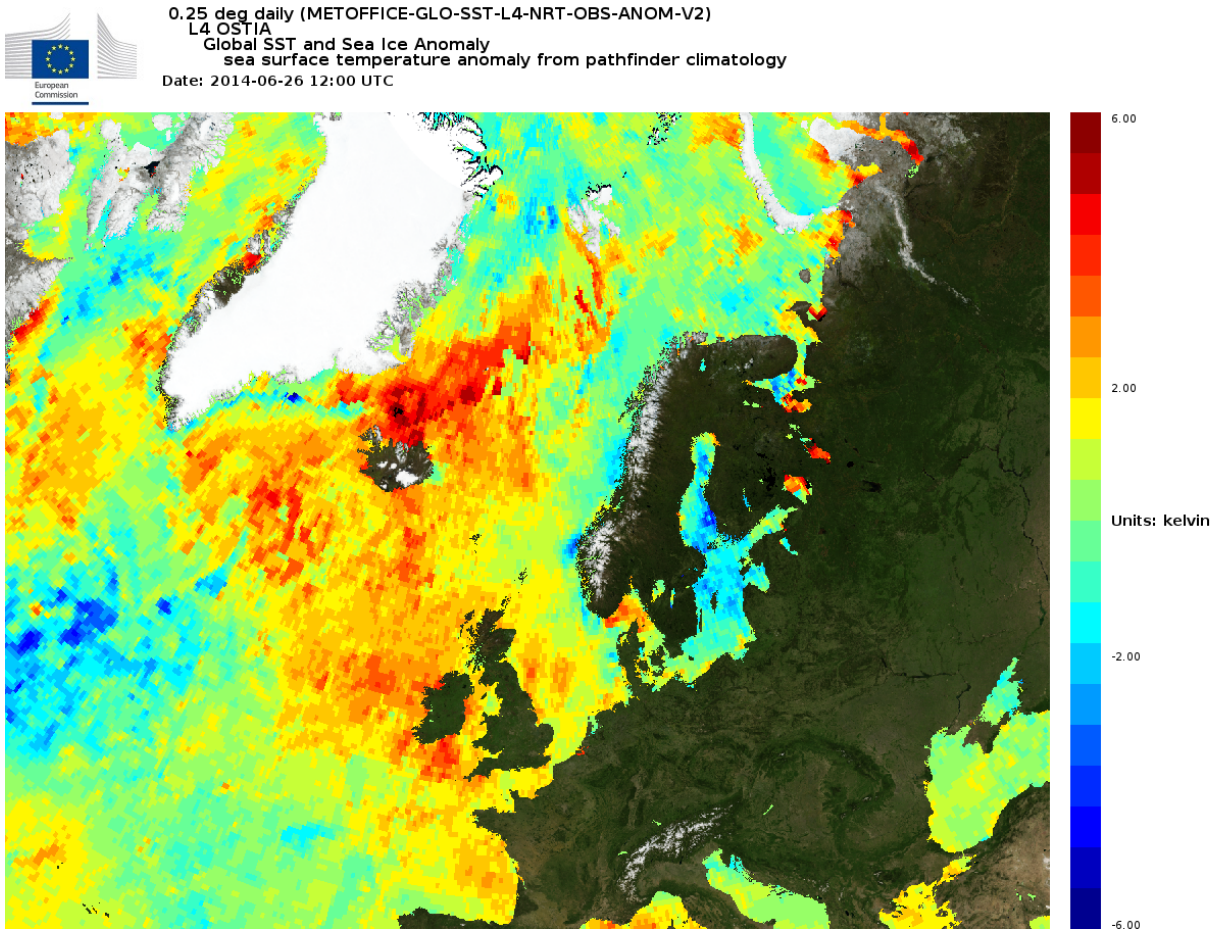 0.25 deg daily (METOFFICE-GLO-SST-L4-NRT-OBS-ANOM-V2)
L4 OSTIA
Global SST and Sea Ice Anomaly
sea surface temperature anomaly from pathfinder climatology
Date: 2014-06-26 12:00 UTC
European
Commission
6.00
2.00
Units: kelvin
-2.00
-6.00